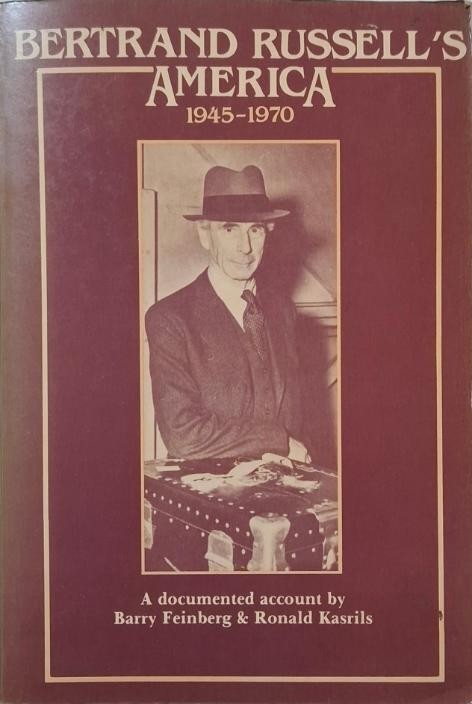 BERTRAND RUSSELL'S
AMERICA
1945-1970
A documented account by
Barry Feinberg & Ronald Kasrils